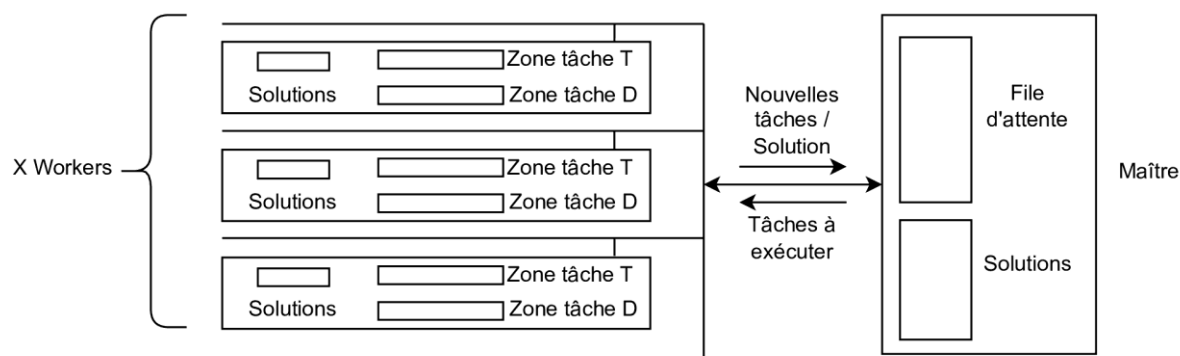 X Workers
Zone tâche T
Solutions
Zone tâche D
Zone tâche T
Solutions
Zone tâche D
Zone tâche T
Solutions
Zone tâche D
Nouvelles
tâches /
Solution
Tâches à
exécuter
File
d'attente
Solutions
Maître